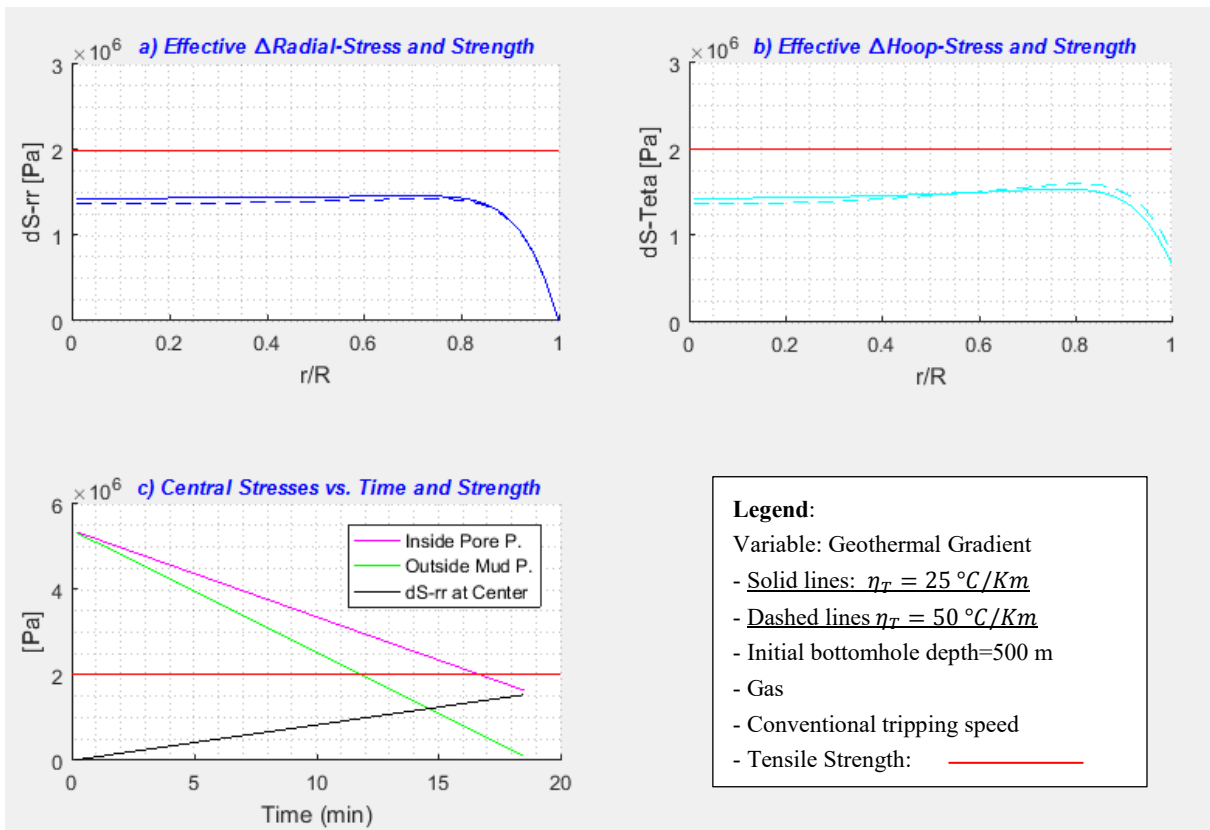 a) Effective ΔRadial-Stress and Strength
×10⁶
3
2
1
0
dS-rr [Pa]
0 0.2 0.4 0.6 0.8 1
r/R
b) Effective ΔHoop-Stress and Strength
×10⁶
3
2
1
0
dS-Teta [Pa]
0 0.2 0.4 0.6 0.8 1
r/R
c) Central Stresses vs. Time and Strength
×10⁶
6
4
2
0
[Pa]
Inside Pore P.
Outside Mud P.
dS-rr at Center
0 5 10 15 20
Time (min)
Legend:
Variable: Geothermal Gradient
- Solid lines: η_T = 25 °C/Km
- Dashed lines η_T = 50 °C/Km
- Initial bottomhole depth=500 m
- Gas
- Conventional tripping speed
- Tensile Strength: